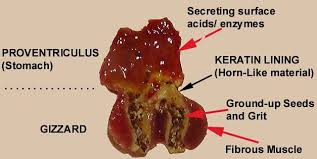 Secreting surface
acids/ enzymes
PROVENTRICULUS
(Stomach)
KERATIN LINING
(Horn-Like material)
Ground-up Seeds
and Grit
GIZZARD
Fibrous Muscle